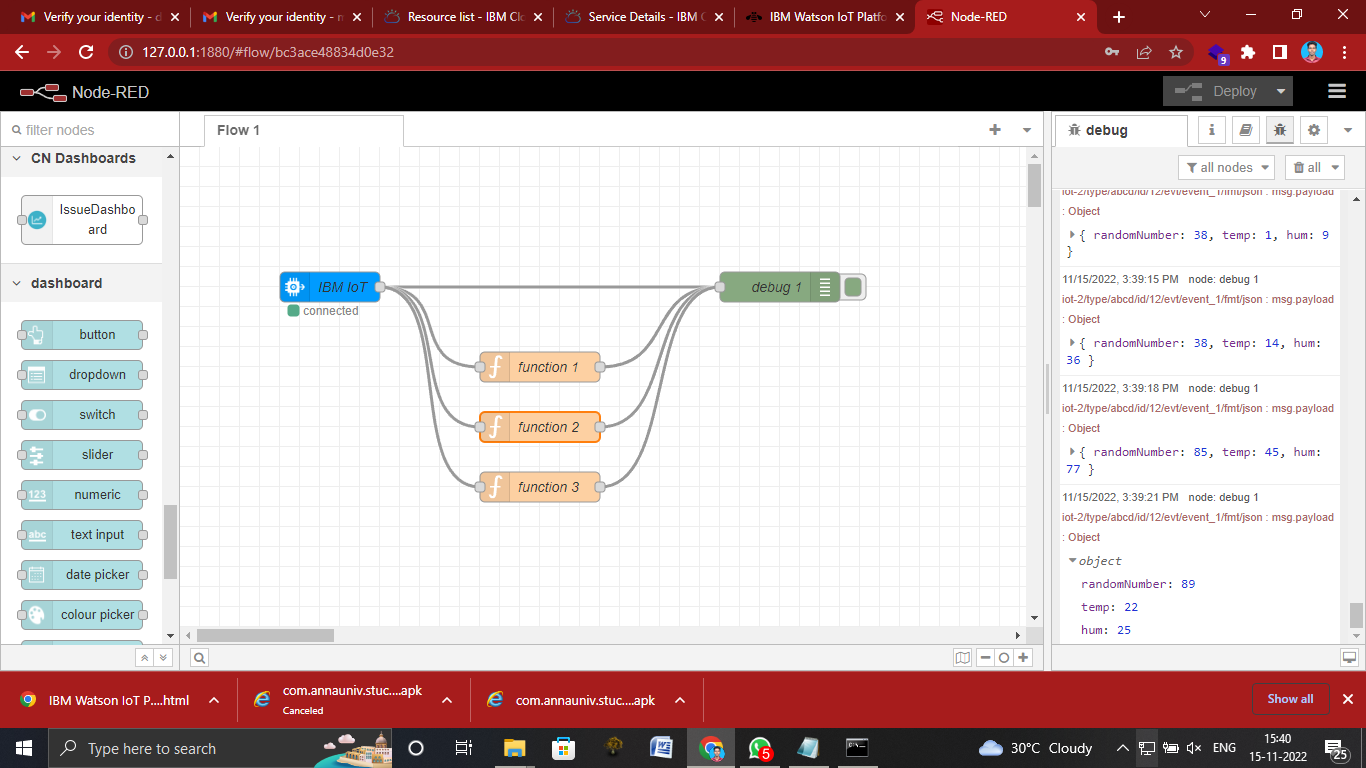 Verify your identity - d
Verify your identity - n
Resource list - IBM Clo
Service Details - IBM C
IBM Watson IoT Platfo
Node-RED
127.0.0.1:1880/#flow/bc3ace48834d0e32
9
Node-RED
Deploy
filter nodes
CN Dashboards
IssueDashbo
ard
dashboard
button
dropdown
switch
slider
123 numeric
abc text input
date picker
colour picker
Flow 1
IBM IoT
connected
function 1
function 2
function 3
debug 1
debug
i
all nodes
all
iot-2/type/abcd/id/12/evt/event_1/fmt/json : msg.payload
: Object
{ randomNumber: 38, temp: 1, hum: 9
}
11/15/2022, 3:39:15 PM node: debug 1
iot-2/type/abcd/id/12/evt/event_1/fmt/json : msg.payload
: Object
{ randomNumber: 38, temp: 14, hum:
36 }
11/15/2022, 3:39:18 PM node: debug 1
iot-2/type/abcd/id/12/evt/event_1/fmt/json : msg.payload
: Object
{ randomNumber: 85, temp: 45, hum:
77 }
11/15/2022, 3:39:21 PM node: debug 1
iot-2/type/abcd/id/12/evt/event_1/fmt/json : msg.payload
: Object
object
randomNumber: 89
temp: 22
hum: 25
IBM Watson IoT P....html
com.annauniv.stuc....apk
Canceled
com.annauniv.stuc....apk
Show all
Type here to search
5
30°C Cloudy
ENG
15:40
15-11-2022
25